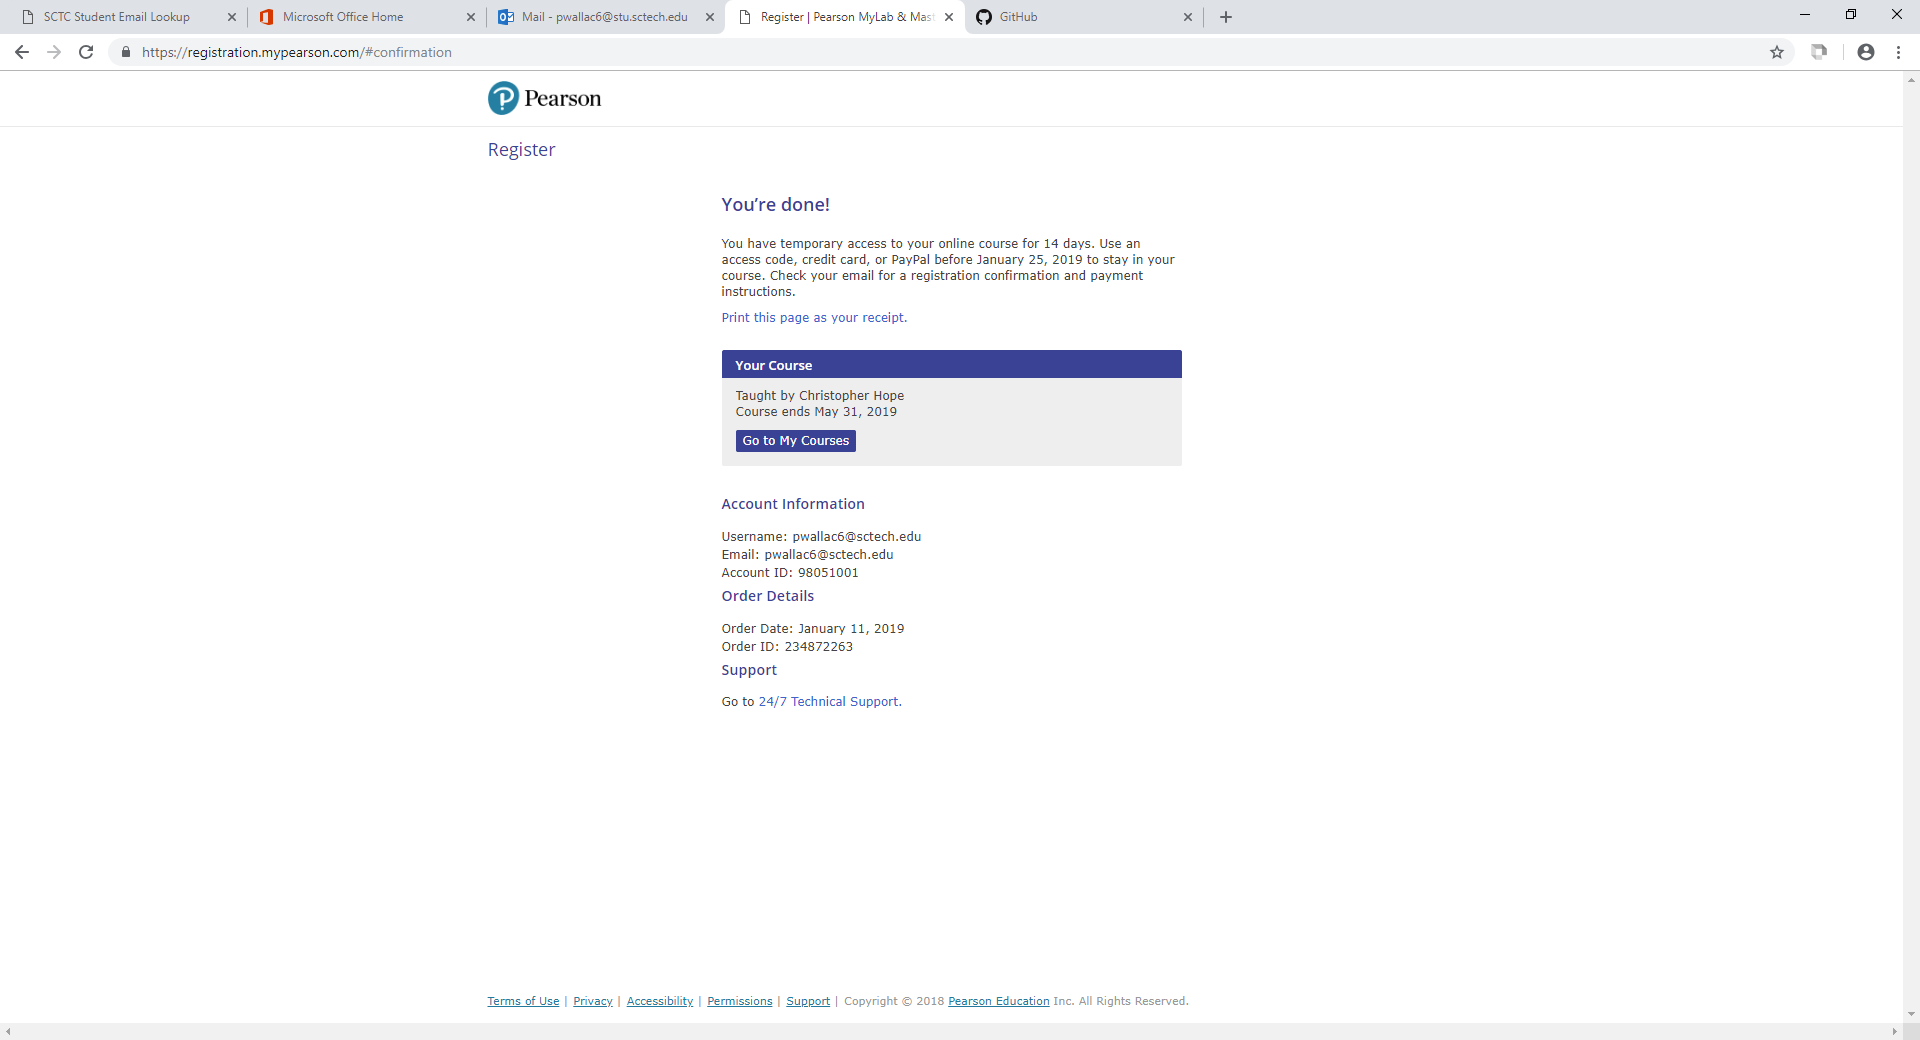 SCTC Student Email Lookup
Microsoft Office Home
Mail - pwallac6@stu.sctech.edu
Register | Pearson MyLab & Mast
GitHub
https://registration.mypearson.com/#confirmation
Pearson
Register
You're done!
You have temporary access to your online course for 14 days. Use an
access code, credit card, or PayPal before January 25, 2019 to stay in your
course. Check your email for a registration confirmation and payment
instructions.
Print this page as your receipt.
Your Course
Taught by Christopher Hope
Course ends May 31, 2019
Go to My Courses
Account Information
Username: pwallac6@sctech.edu
Email: pwallac6@sctech.edu
Account ID: 98051001
Order Details
Order Date: January 11, 2019
Order ID: 234872263
Support
Go to 24/7 Technical Support.
Terms of Use | Privacy | Accessibility | Permissions | Support | Copyright © 2018 Pearson Education Inc. All Rights Reserved.